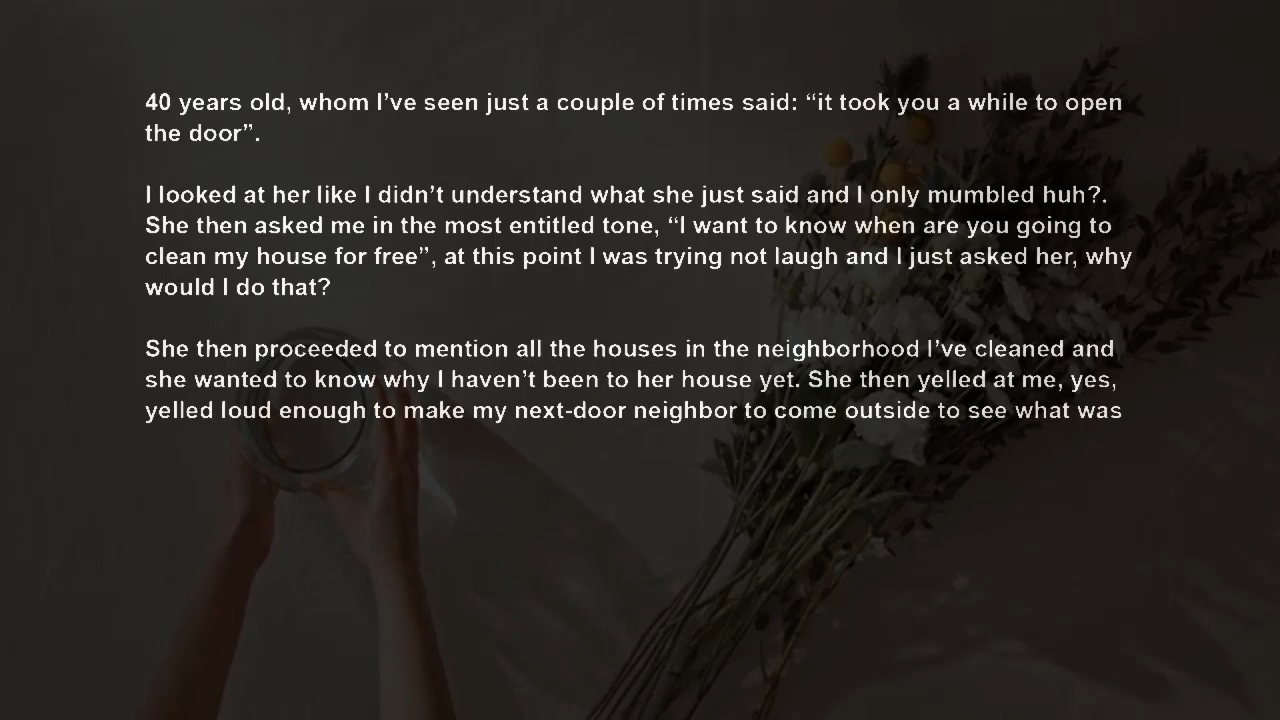 40 years old, whom I’ve seen just a couple of times said: “it took you a while to open
the door”.
I looked at her like I didn’t understand what she just said and I only mumbled huh?.
She then asked me in the most entitled tone, “I want to know when are you going to
clean my house for free”, at this point I was trying not laugh and I just asked her, why
would I do that?
She then proceeded to mention all the houses in the neighborhood I’ve cleaned and
she wanted to know why I haven’t been to her house yet. She then yelled at me, yes,
yelled loud enough to make my next-door neighbor to come outside to see what was